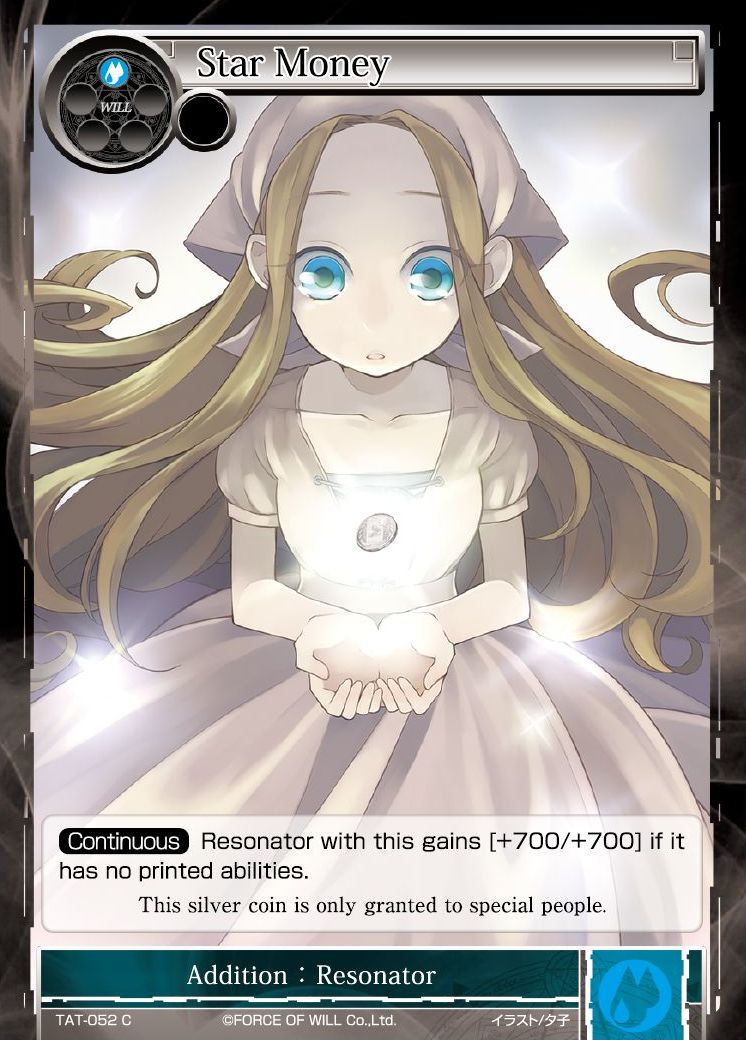 Star Money
WILL
Continuous Resonator with this gains [+700/+700] if it
has no printed abilities.
This silver coin is only granted to special people.
Addition : Resonator
TAT-052 C ©FORCE OF WILL Co.,Ltd. イラスト/夕子